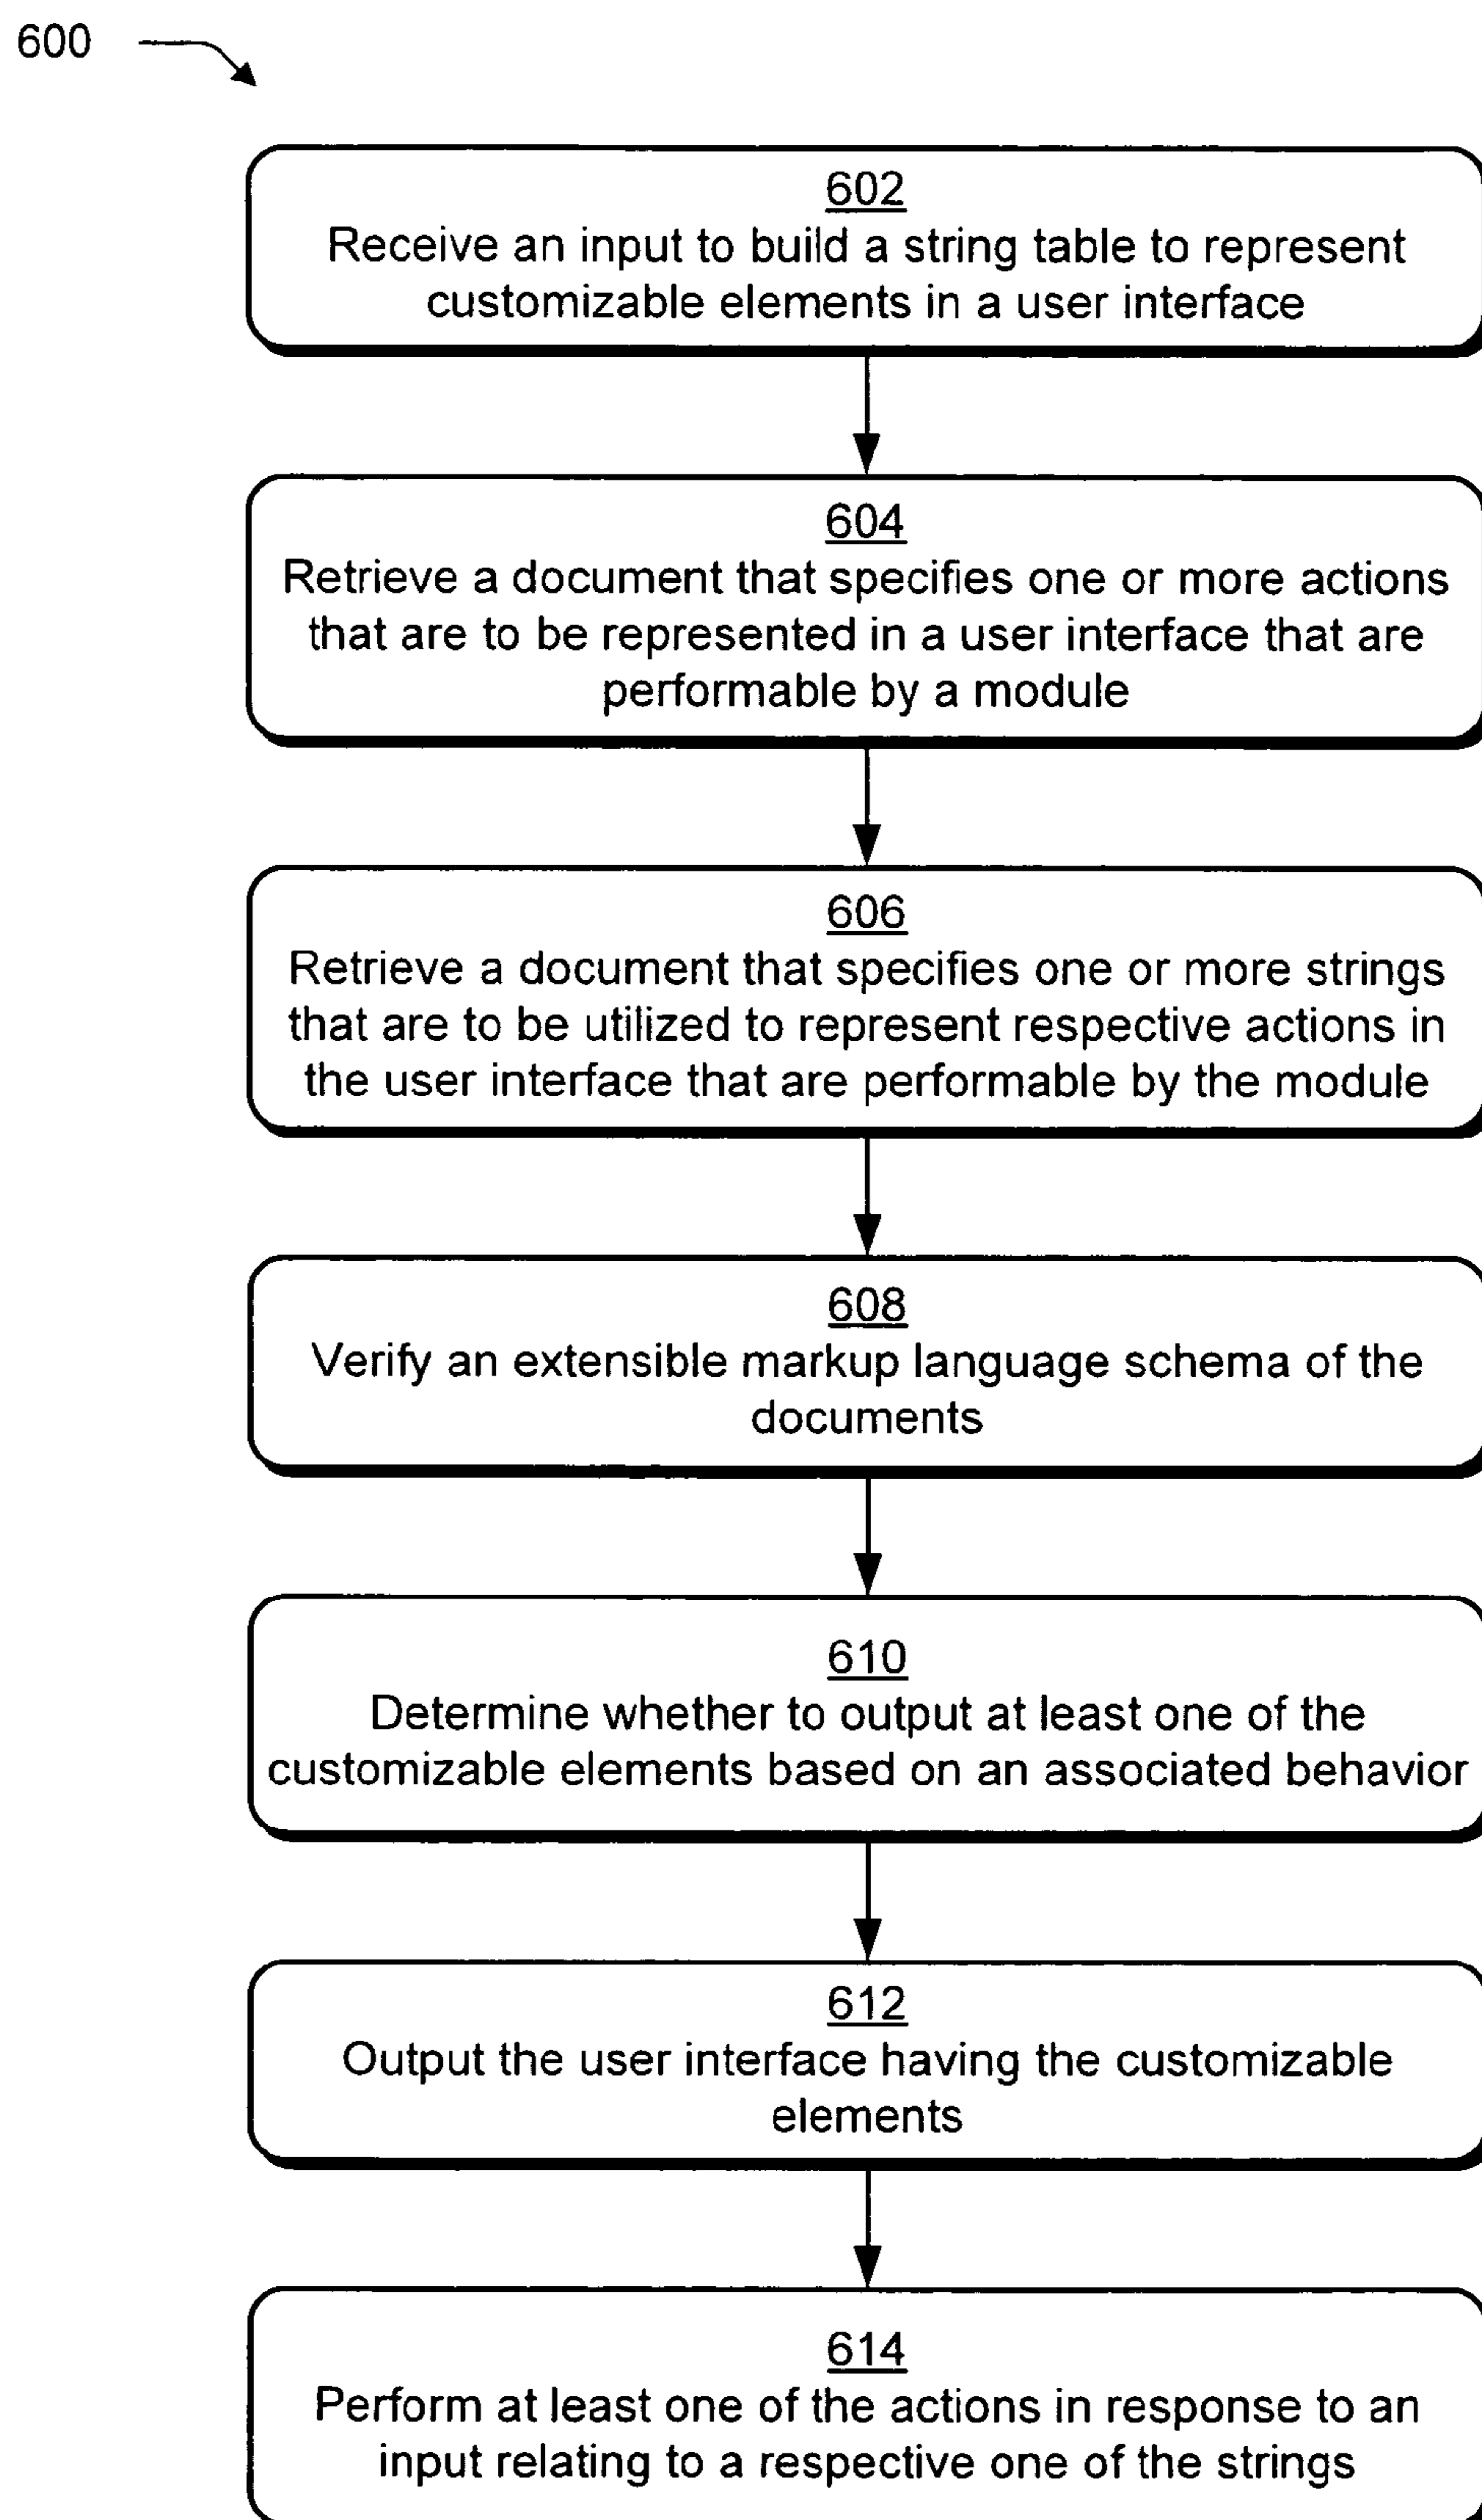 600
602
Receive an input to build a string table to represent
customizable elements in a user interface
604
Retrieve a document that specifies one or more actions
that are to be represented in a user interface that are
performable by a module
606
Retrieve a document that specifies one or more strings
that are to be utilized to represent respective actions in
the user interface that are performable by the module
608
Verify an extensible markup language schema of the
documents
610
Determine whether to output at least one of the
customizable elements based on an associated behavior
612
Output the user interface having the customizable
elements
614
Perform at least one of the actions in response to an
input relating to a respective one of the strings